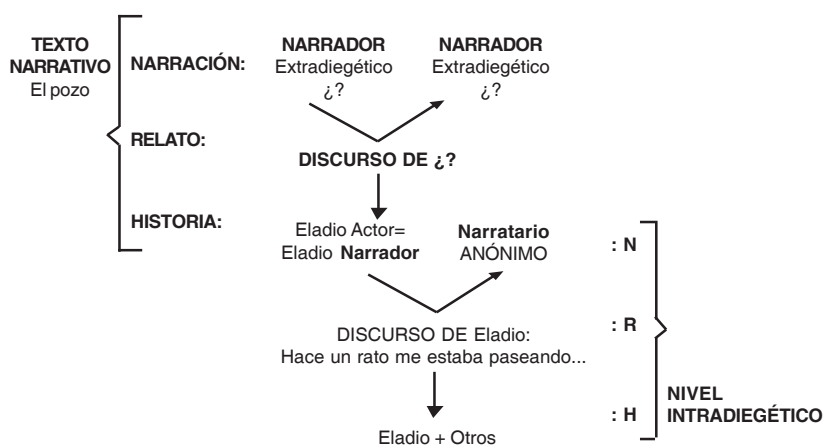 TEXTO
NARRATIVO
El pozo
NARRACIÓN:
NARRADOR
Extradiegético
¿?
NARRADOR
Extradiegético
¿?
RELATO:
DISCURSO DE ¿?
HISTORIA:
Eladio Actor=
Eladio Narrador
Narratario
ANÓNIMO
: N
DISCURSO DE Eladio:
Hace un rato me estaba paseando...
: R
NIVEL
INTRADIEGÉTICO
: H
Eladio + Otros